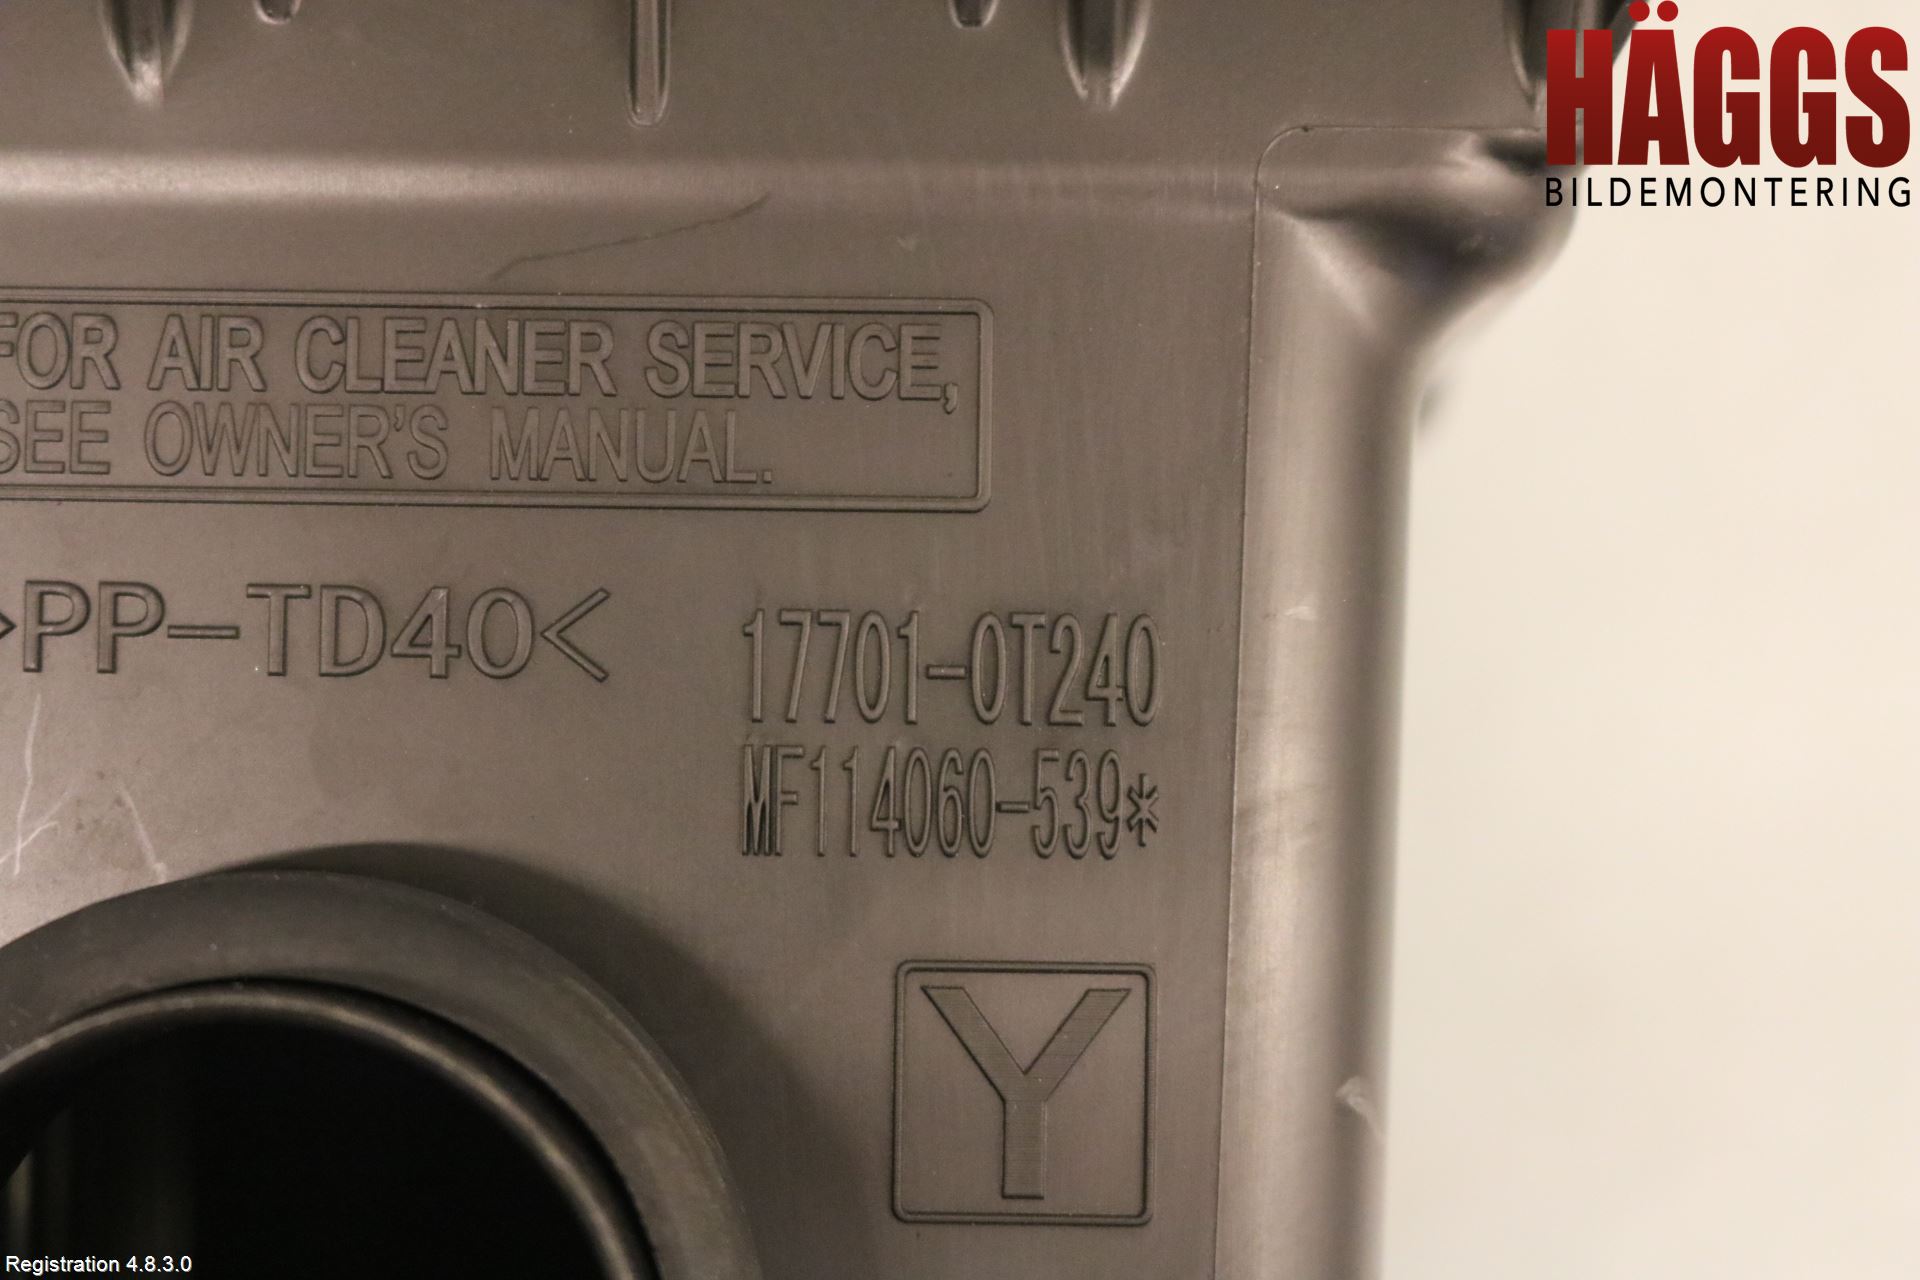 HÄGGS
BILDEMONTERING
FOR AIR CLEANER SERVICE,
SEE OWNER'S MANUAL.
>PP-TD40<
17701-0T240
MF114060-539*
Y
Registration 4.8.3.0